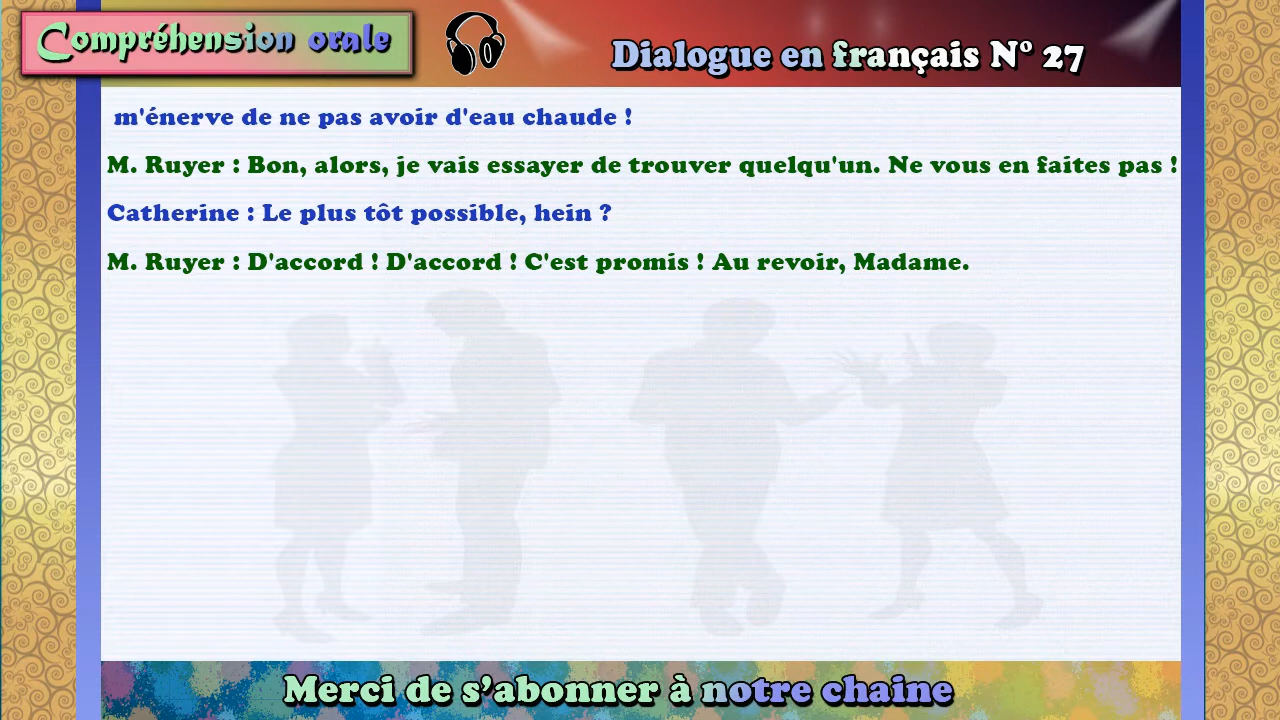 Compréhension orale
Dialogue en français N° 27
m'énerve de ne pas avoir d'eau chaude !
M. Ruyer : Bon, alors, je vais essayer de trouver quelqu'un. Ne vous en faites pas !
Catherine : Le plus tôt possible, hein ?
M. Ruyer : D'accord ! D'accord ! C'est promis ! Au revoir, Madame.
Merci de s’abonner à notre chaine